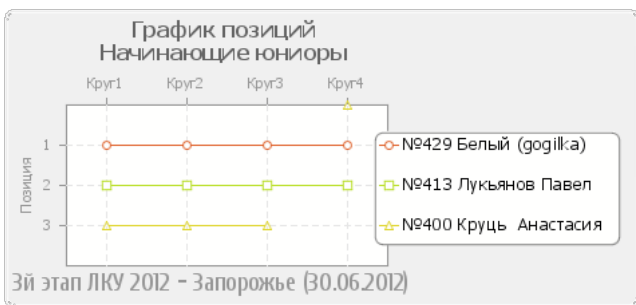 График позиций
Начинающие юниоры
Круг1 Круг2 Круг3 Круг4
Позиция
1
2
3
№429 Белый (gogilka)
№413 Лукьянов Павел
№400 Круць Анастасия
3й этап ЛКУ 2012 - Запорожье (30.06.2012)